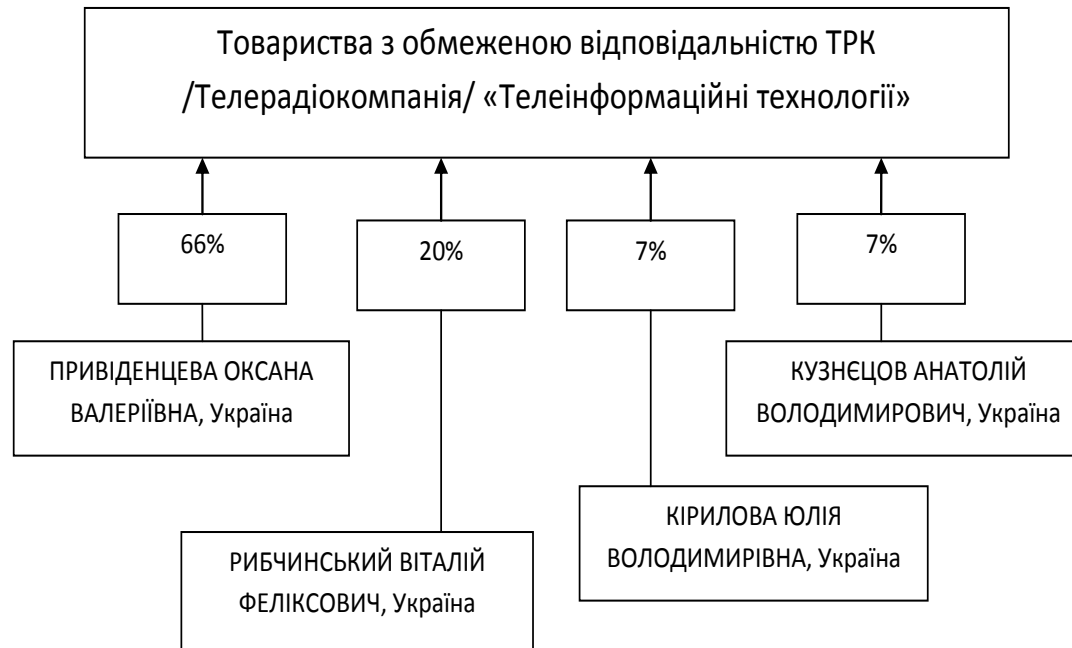 Товариства з обмеженою відповідальністю ТРК
/Телерадіокомпанія/ «Телеінформаційні технології»
66%
20%
7%
7%
ПРИВІДЕНЦЕВА ОКСАНА
ВАЛЕРІЇВНА, Україна
КУЗНЄЦОВ АНАТОЛІЙ
ВОЛОДИМИРОВИЧ, Україна
РИБЧИНСЬКИЙ ВІТАЛІЙ
ФЕЛІКСОВИЧ, Україна
КІРИЛОВА ЮЛІЯ
ВОЛОДИМИРІВНА, Україна